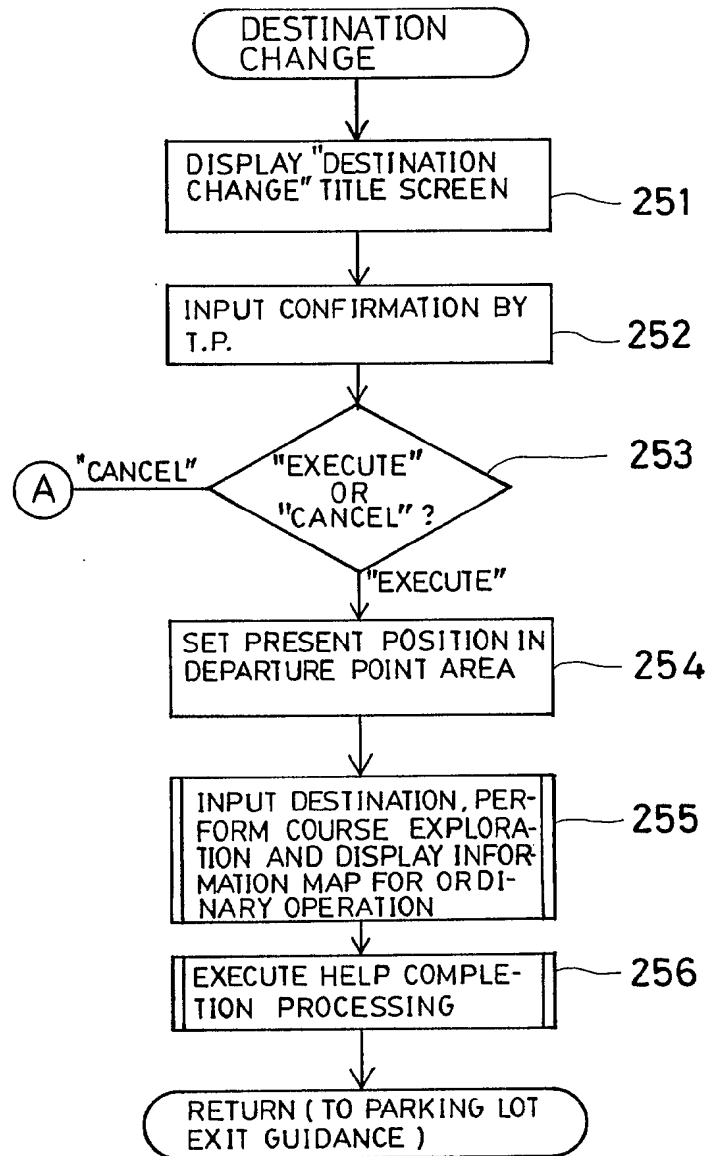 DESTINATION
CHANGE
DISPLAY "DESTINATION
CHANGE" TITLE SCREEN
251
INPUT CONFIRMATION BY
T.P.
252
"EXECUTE"
OR
"CANCEL" ?
253
"CANCEL"
A
"EXECUTE"
SET PRESENT POSITION IN
DEPARTURE POINT AREA
254
INPUT DESTINATION, PER-
FORM COURSE EXPLORA-
TION AND DISPLAY INFOR-
MATION MAP FOR ORDI-
NARY OPERATION
255
EXECUTE HELP COMPLE-
TION PROCESSING
256
RETURN ( TO PARKING LOT
EXIT GUIDANCE )